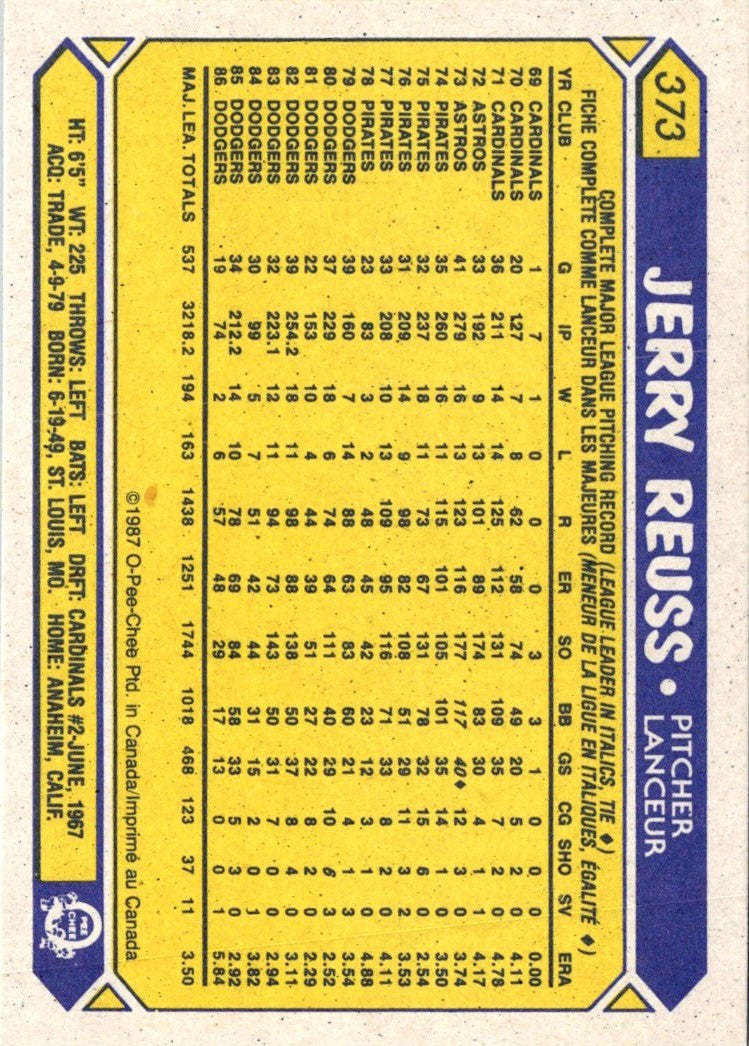 373
JERRY REUSS • PITCHER
LANCEUR
COMPLETE MAJOR LEAGUE PITCHING RECORD (LEAGUE LEADER IN ITALICS, TIE ♦)
FICHE COMPLÈTE COMME LANCEUR DANS LES MAJEURES (MENEUR DE LA LIGUE EN ITALIQUES, ÉGALITÉ ♦)
YR CLUB G IP W L R ER SO BB GS CG SHO SV ERA
69 CARDINALS 1 7 1 0 0 0 3 3 1 0 0 0 0.00
70 CARDINALS 20 127 7 8 62 58 74 49 20 5 2 0 4.11
71 CARDINALS 36 211 14 14 125 112 131 109 35 7 2 0 4.78
72 ASTROS 33 192 9 13 101 89 174 83 30 4 1 1 4.17
73 ASTROS 41 279 16 13 123 116 177 117 40♦ 12 3 0 3.74
74 PIRATES 35 260 16 11 115 101 105 101 35 14 1 0 3.50
75 PIRATES 32 237 18 11 73 67 131 78 32 15 6 0 2.54
76 PIRATES 31 209 14 9 98 82 108 51 29 11 3 2 3.53
77 PIRATES 33 208 10 13 109 95 116 71 33 8 2 0 4.11
78 PIRATES 23 83 3 2 48 45 42 23 12 3 1 0 4.88
79 DODGERS 39 160 7 14 88 63 83 60 21 4 1 3 3.54
80 DODGERS 37 229 18 6 74 64 111 40 29 10 6 3 2.52
81 DODGERS 22 153 10 4 44 39 51 27 22 8 2 0 2.29
82 DODGERS 39 254.2 18 11 98 88 138 50 37 8 4 0 3.11
83 DODGERS 32 223.1 12 11 94 73 143 50 31 7 0 0 2.94
84 DODGERS 30 99 5 7 51 42 44 31 15 2 0 1 3.82
85 DODGERS 34 212.2 14 10 78 69 84 58 33 5 3 0 2.92
86 DODGERS 19 74 2 6 57 48 29 17 13 0 0 1 5.84
MAJ. LEA. TOTALS 537 3218.2 194 163 1438 1251 1744 1018 468 123 37 11 3.50
©1987 O-Pee-Chee Ptd. in Canada/Imprimé au Canada
HT: 6'5" WT: 225 THROWS: LEFT BATS: LEFT DRFT: CARDINALS #2-JUNE, 1967
ACQ: TRADE, 4-9-79 BORN: 6-19-49, ST. LOUIS, MO. HOME: ANAHEIM, CALIF.
O
PEE
CHEE